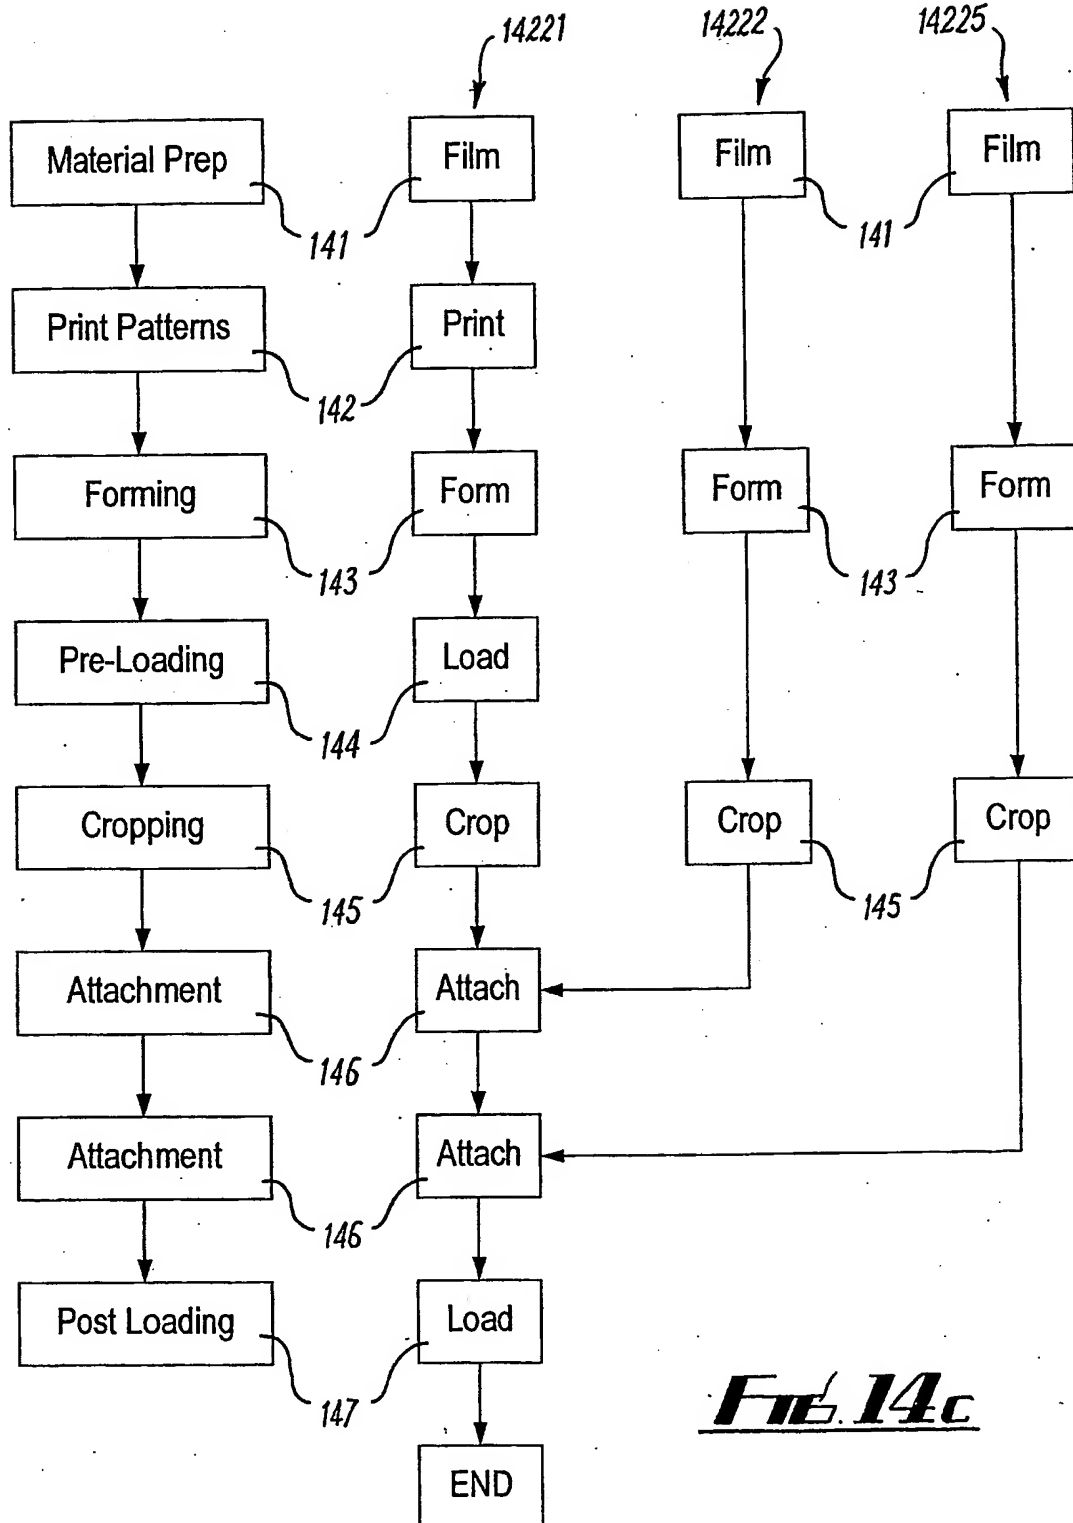 14221 14222 14225
Material Prep Film Film Film
141 141
Print Patterns Print
142
Forming Form Form Form
143 143
Pre-Loading Load
144
Cropping Crop Crop Crop
145 145
Attachment Attach
146
Attachment Attach
146
Post Loading Load
147
FIG. 14c
END